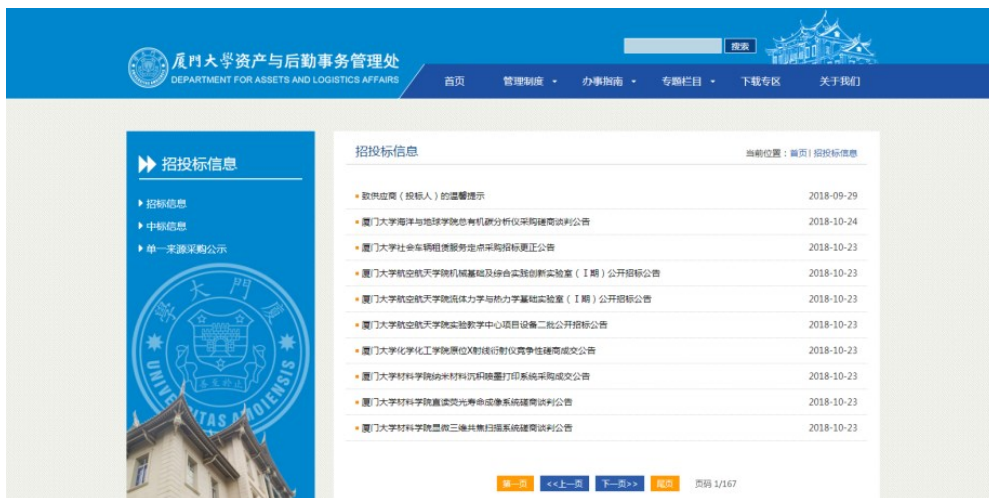 厦门大学资产与后勤事务管理处
DEPARTMENT FOR ASSETS AND LOGISTICS AFFAIRS
搜索
首页 管理制度 办事指南 专题栏目 下载专区 关于我们
招投标信息
招标信息
中标信息
单一来源采购公示
招投标信息 当前位置：首页| 招投标信息
致供应商（投标人）的温馨提示 2018-09-29
厦门大学海洋与地球学院总有机碳分析仪采购磋商谈判公告 2018-10-24
厦门大学社会车辆租赁服务定点采购招标更正公告 2018-10-23
厦门大学航空航天学院机械基础及综合实践创新实验室（Ⅰ期）公开招标公告 2018-10-23
厦门大学航空航天学院流体力学与热力学基础实验室（Ⅰ期）公开招标公告 2018-10-23
厦门大学航空航天学院实验教学中心项目设备二批公开招标公告 2018-10-23
厦门大学化学化工学院原位X射线衍射仪竞争性磋商成交公告 2018-10-23
厦门大学材料学院纳米材料沉积喷墨打印系统采购成交公告 2018-10-23
厦门大学材料学院直读荧光寿命成像系统磋商谈判公告 2018-10-23
厦门大学材料学院显微三维共焦扫描系统磋商谈判公告 2018-10-23
第一页 <<上一页 下一页>> 尾页 页码 1/167